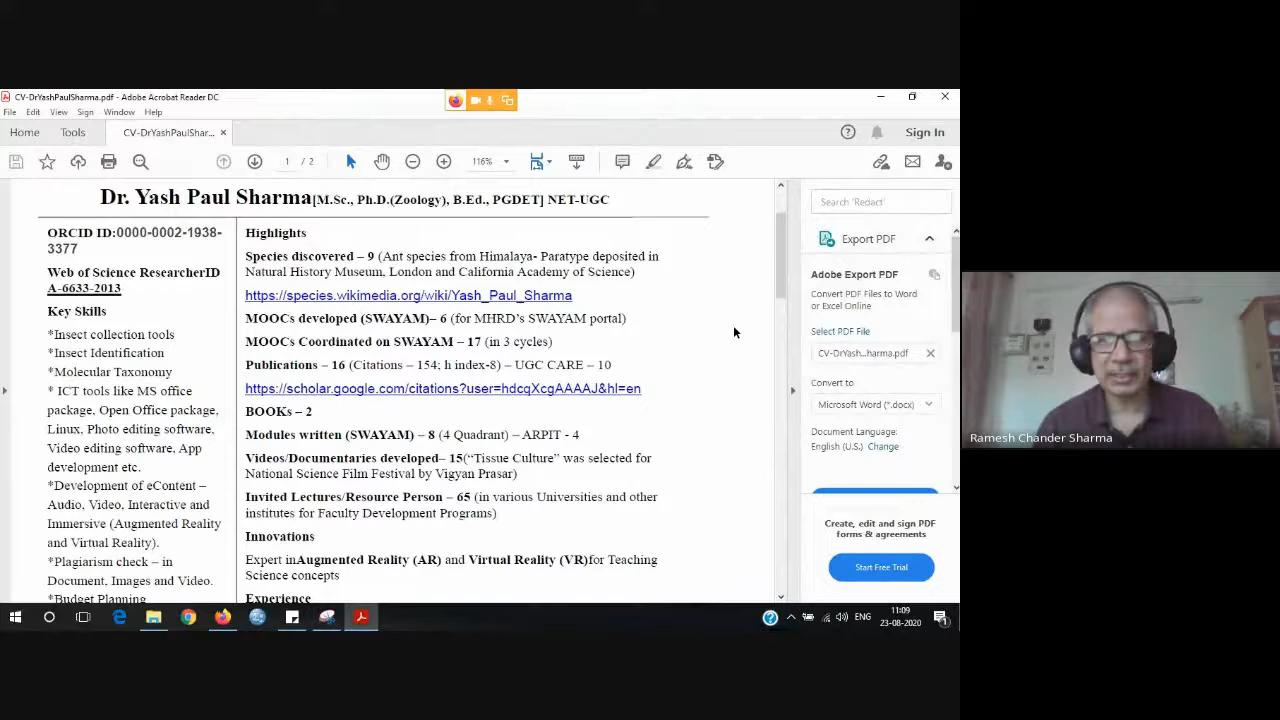 CV-DrYashPaulSharma.pdf - Adobe Acrobat Reader DC
File Edit View Sign Window Help
Home Tools CV-DrYashPaulShar... × Sign In
1 / 2 116%
Dr. Yash Paul Sharma[M.Sc., Ph.D.(Zoology), B.Ed., PGDET] NET-UGC
ORCID ID:0000-0002-1938-
3377
Web of Science ResearcherID
A-6633-2013
Key Skills
*Insect collection tools
*Insect Identification
*Molecular Taxonomy
* ICT tools like MS office
package, Open Office package,
Linux, Photo editing software,
Video editing software, App
development etc.
*Development of eContent –
Audio, Video, Interactive and
Immersive (Augmented Reality
and Virtual Reality).
*Plagiarism check – in
Document, Images and Video.
*Budget Planning
Highlights
Species discovered – 9 (Ant species from Himalaya- Paratype deposited in
Natural History Museum, London and California Academy of Science)
https://species.wikimedia.org/wiki/Yash_Paul_Sharma
MOOCs developed (SWAYAM)– 6 (for MHRD's SWAYAM portal)
MOOCs Coordinated on SWAYAM – 17 (in 3 cycles)
Publications – 16 (Citations – 154; h index-8) – UGC CARE – 10
https://scholar.google.com/citations?user=hdcqXcgAAAAJ&hl=en
BOOKs – 2
Modules written (SWAYAM) – 8 (4 Quadrant) – ARPIT - 4
Videos/Documentaries developed– 15(“Tissue Culture” was selected for
National Science Film Festival by Vigyan Prasar)
Invited Lectures/Resource Person – 65 (in various Universities and other
institutes for Faculty Development Programs)
Innovations
Expert inAugmented Reality (AR) and Virtual Reality (VR)for Teaching
Science concepts
Experience
Search 'Redact'
Export PDF
Adobe Export PDF
Convert PDF Files to Word
or Excel Online
Select PDF File
CV-DrYash...harma.pdf
Convert to
Microsoft Word (*.docx)
Document Language:
English (U.S.) Change
Create, edit and sign PDF
forms & agreements
Start Free Trial
Ramesh Chander Sharma
ENG
11:09
23-08-2020
1